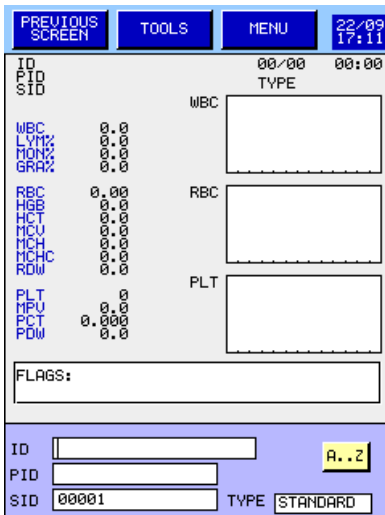 PREVIOUS SCREEN TOOLS MENU 22/09 17:11
ID 00/00 00:00
PID TYPE
SID
WBC
WBC 0.0
LYM% 0.0
MON% 0.0
GRA% 0.0
RBC 0.00 RBC
HGB 0.0
HCT 0.0
MCV 0.0
MCH 0.0
MCHC 0.0
RDW 0.0
PLT
PLT 0
MPV 0.0
PCT 0.000
PDW 0.0
FLAGS:
ID A..Z
PID
SID 00001 TYPE STANDARD